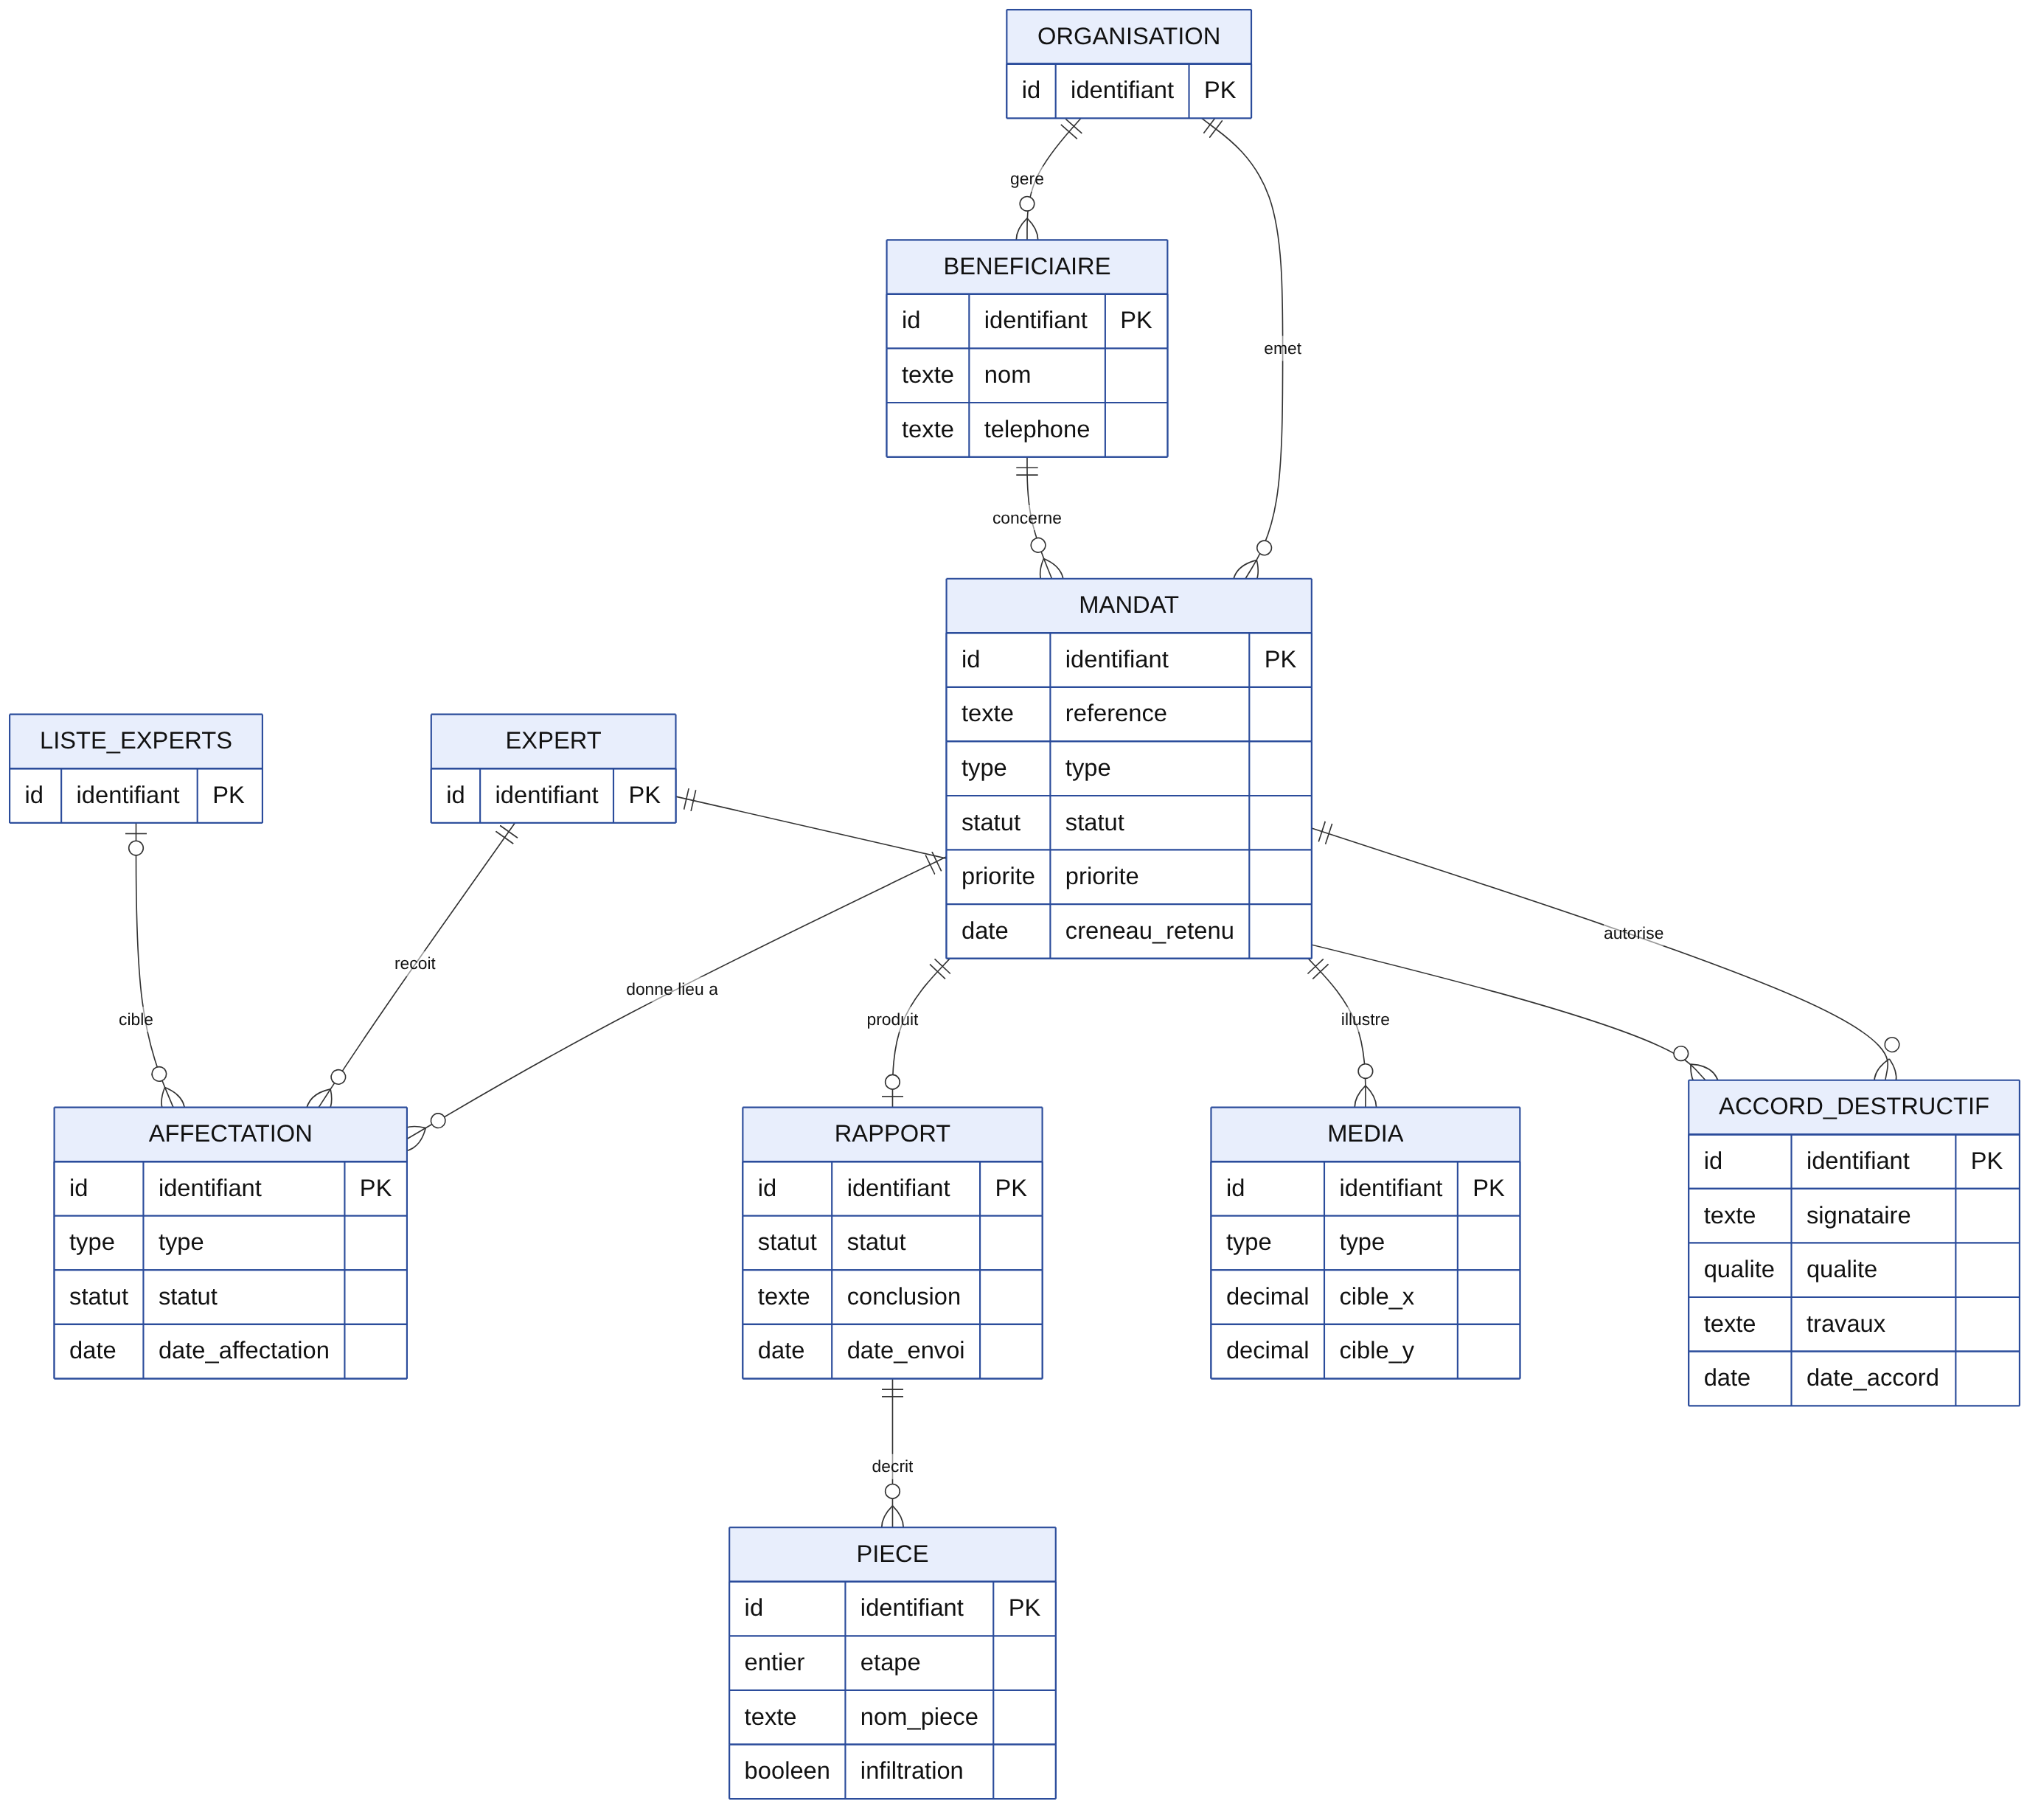 ORGANISATION
id identifiant PK
gere
emet
BENEFICIAIRE
id identifiant PK
texte nom
texte telephone
concerne
MANDAT
id identifiant PK
texte reference
type type
statut statut
priorite priorite
date creneau_retenu
LISTE_EXPERTS
id identifiant PK
EXPERT
id identifiant PK
cible
recoit
donne lieu a
produit
illustre
autorise
AFFECTATION
id identifiant PK
type type
statut statut
date date_affectation
RAPPORT
id identifiant PK
statut statut
texte conclusion
date date_envoi
MEDIA
id identifiant PK
type type
decimal cible_x
decimal cible_y
ACCORD_DESTRUCTIF
id identifiant PK
texte signataire
qualite qualite
texte travaux
date date_accord
decrit
PIECE
id identifiant PK
entier etape
texte nom_piece
booleen infiltration